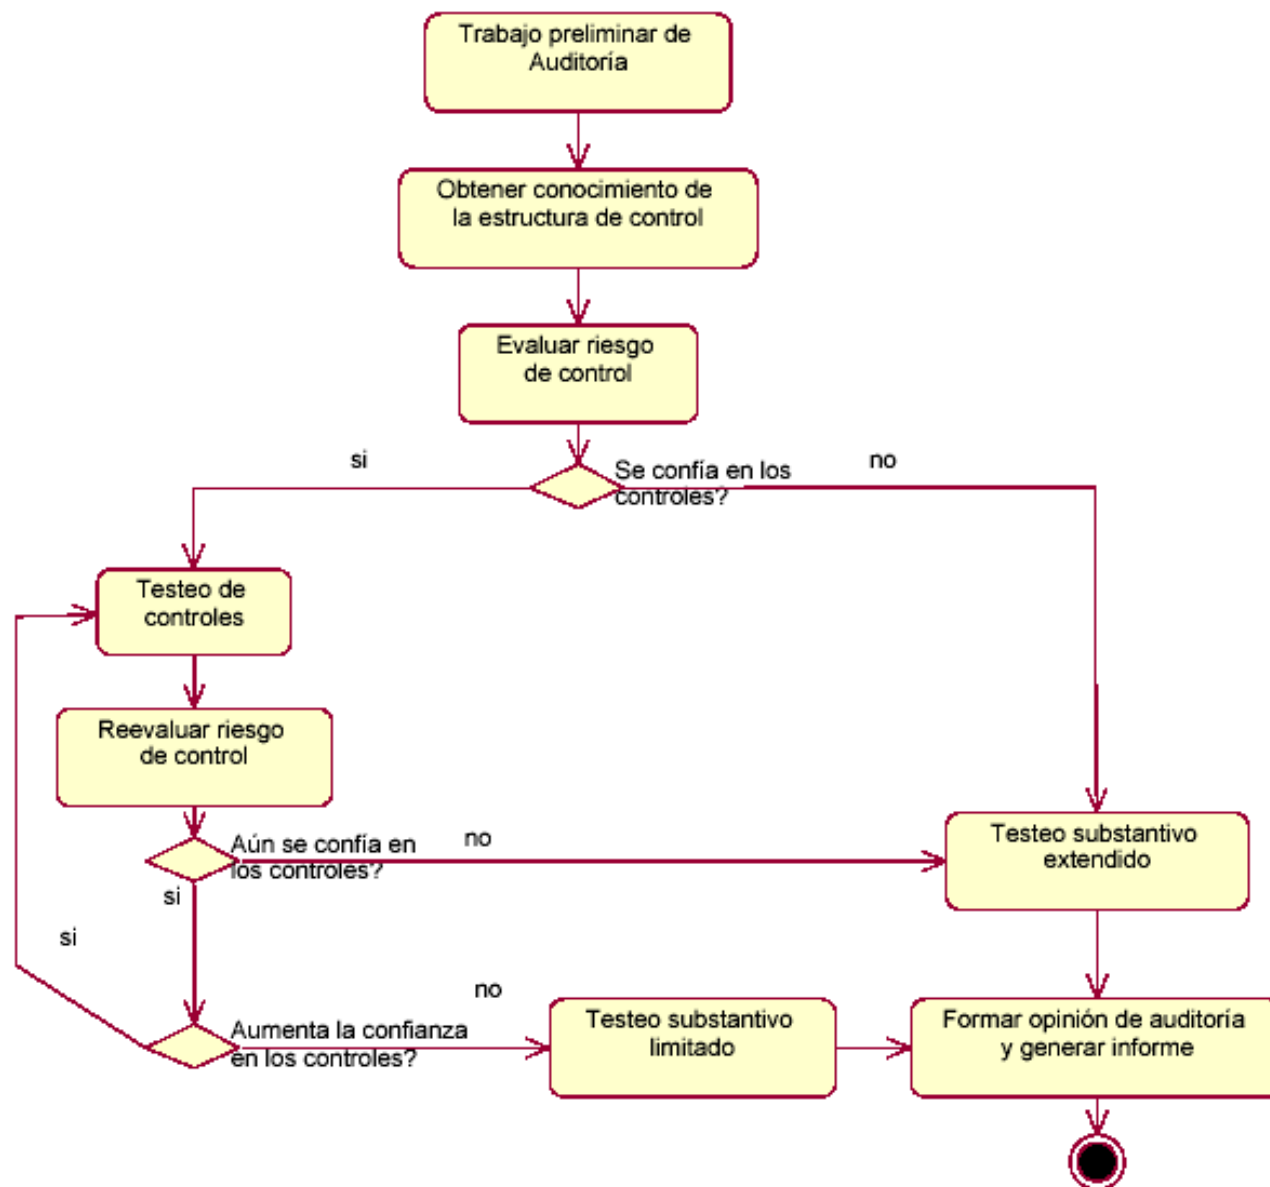 Trabajo preliminar de
Auditoría
Obtener conocimiento de
la estructura de control
Evaluar riesgo
de control
si
Se confía en los
controles?
no
Testeo de
controles
Reevaluar riesgo
de control
Aún se confía en
los controles?
no
si
Testeo substantivo
extendido
si
Aumenta la confianza
en los controles?
no
Testeo substantivo
limitado
Formar opinión de auditoría
y generar informe